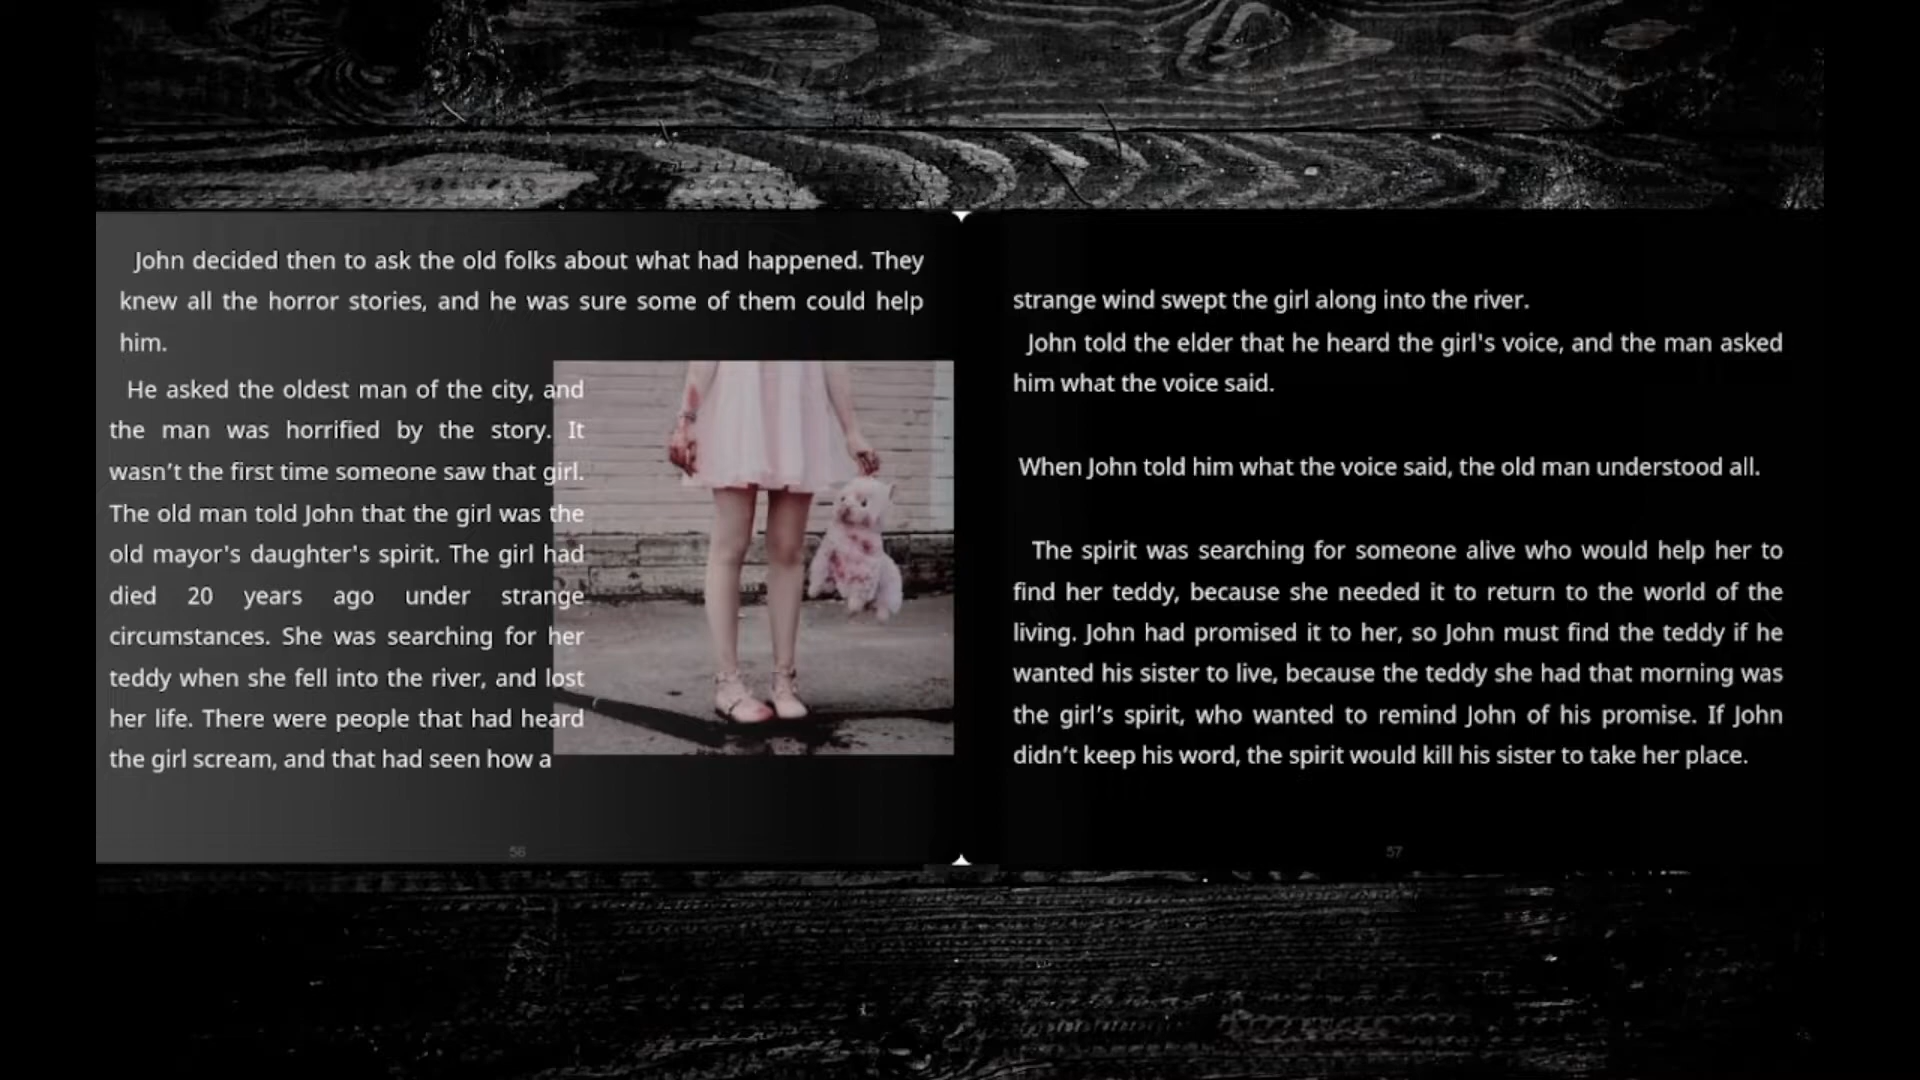 John decided then to ask the old folks about what had happened. They
knew all the horror stories, and he was sure some of them could help
him.
He asked the oldest man of the city, and
the man was horrified by the story. It
wasn’t the first time someone saw that girl.
The old man told John that the girl was the
old mayor's daughter's spirit. The girl had
died 20 years ago under strange
circumstances. She was searching for her
teddy when she fell into the river, and lost
her life. There were people that had heard
the girl scream, and that had seen how a
56
strange wind swept the girl along into the river.
John told the elder that he heard the girl's voice, and the man asked
him what the voice said.
When John told him what the voice said, the old man understood all.
The spirit was searching for someone alive who would help her to
find her teddy, because she needed it to return to the world of the
living. John had promised it to her, so John must find the teddy if he
wanted his sister to live, because the teddy she had that morning was
the girl’s spirit, who wanted to remind John of his promise. If John
didn’t keep his word, the spirit would kill his sister to take her place.
57